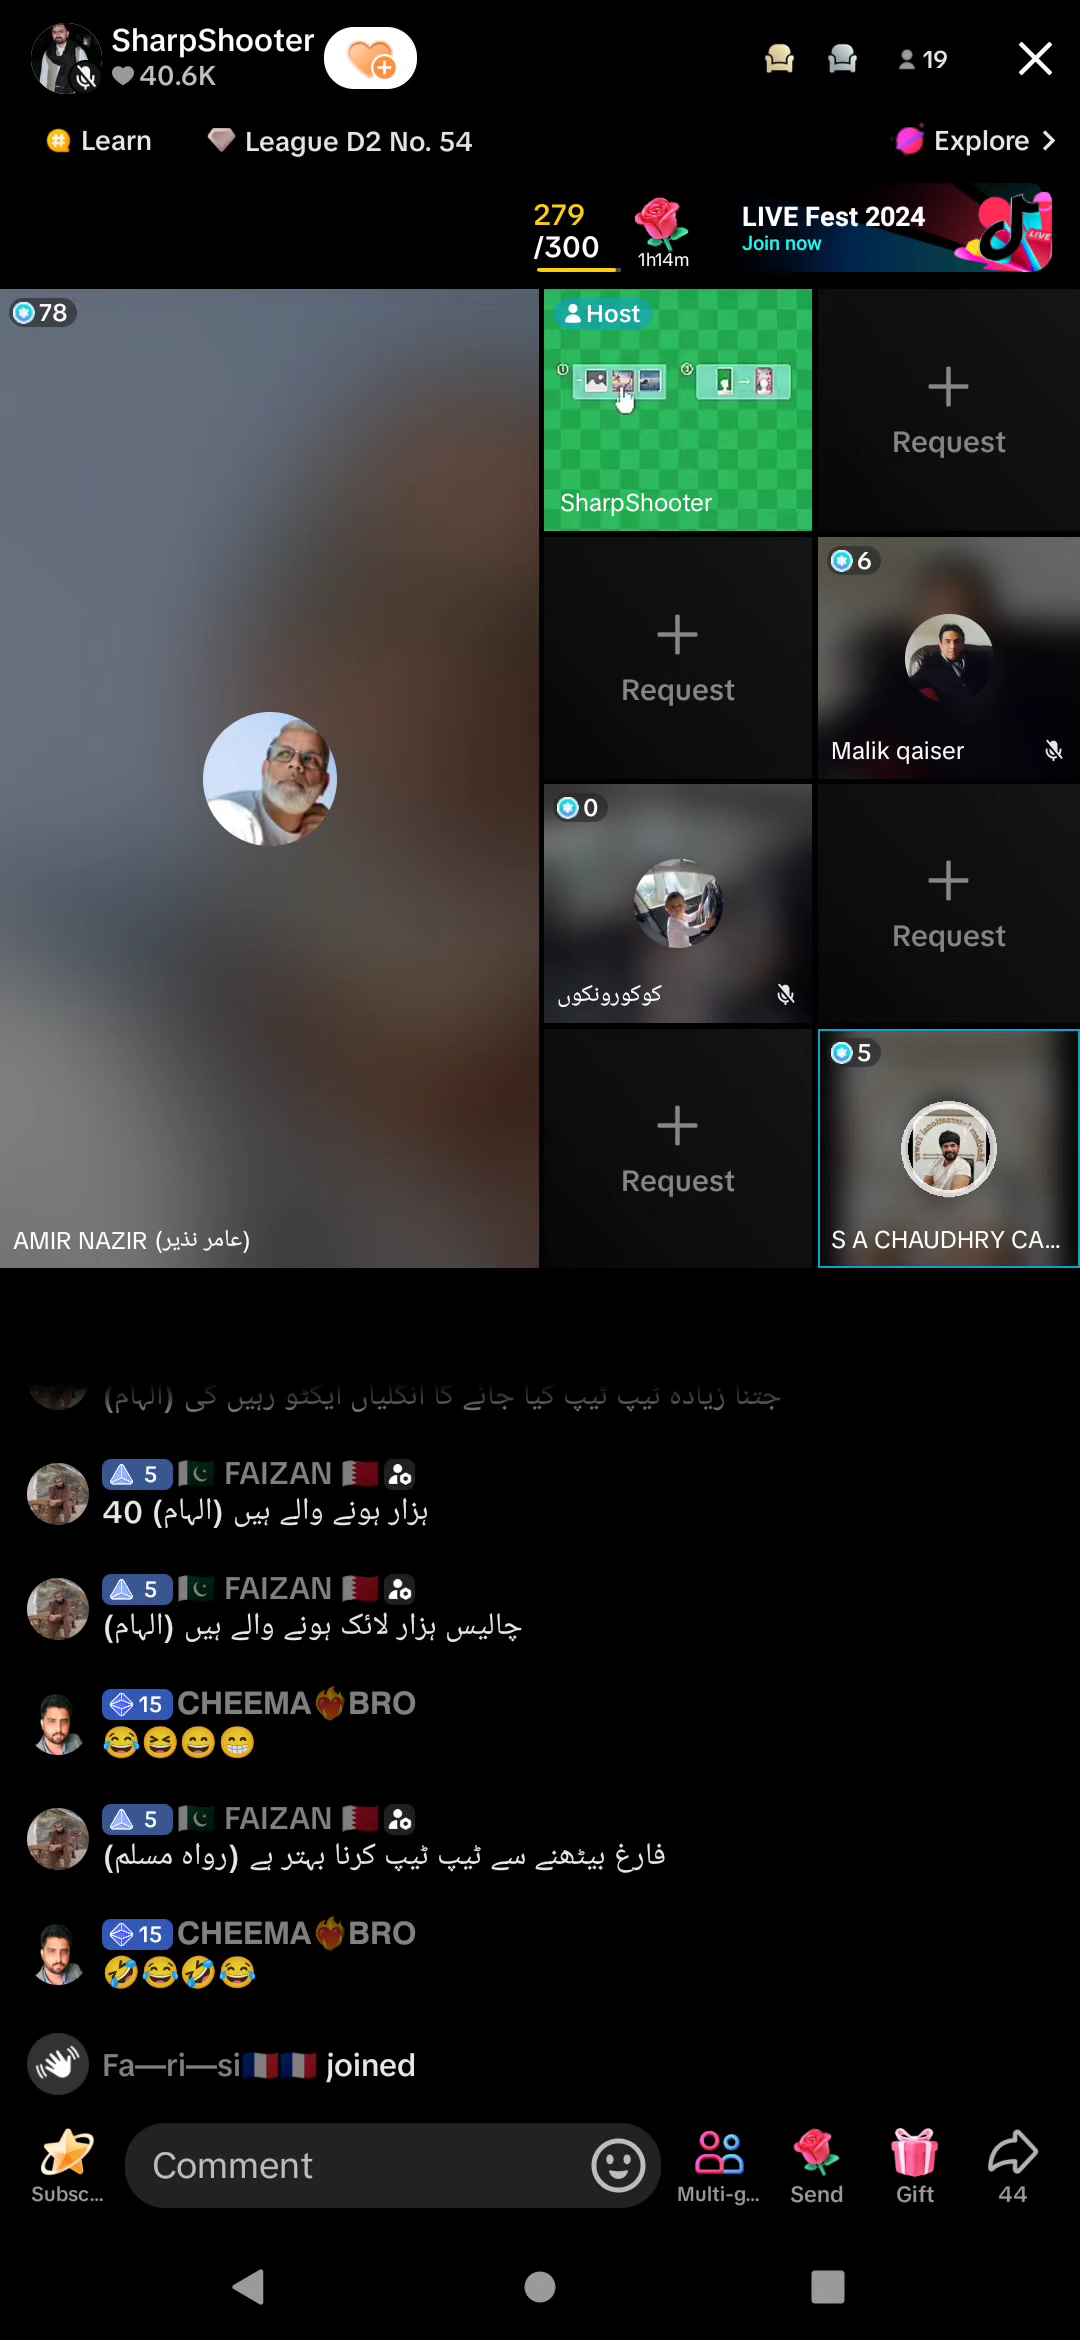 SharpShooter
40.6K
19
Learn
League D2 No. 54
Explore
279
/300
1h14m
LIVE Fest 2024
Join now
LIVE
78
Host
SharpShooter
Request
Request
6
Malik qaiser
0
کوکورونکوں
Request
Request
5
AMIR NAZIR (عامر نذیر)
S A CHAUDHRY CA...
جتنا زیادہ ٹیپ ٹیپ کیا جائے گا انگلیاں ایکٹو رہیں گی (الہام)
5 🇵🇰 FAIZAN 🇧🇭
40 ہزار ہونے والے ہیں (الہام)
5 🇵🇰 FAIZAN 🇧🇭
چالیس ہزار لائک ہونے والے ہیں (الہام)
15 CHEEMA❤️‍🔥BRO
😂😆😄😁
5 🇵🇰 FAIZAN 🇧🇭
فارغ بیٹھنے سے ٹیپ ٹیپ کرنا بہتر ہے (رواہ مسلم)
15 CHEEMA❤️‍🔥BRO
🤣😂🤣😂
Fa—ri—si🇫🇷🇫🇷 joined
Subsc...
Comment
Multi-g...
Send
Gift
44